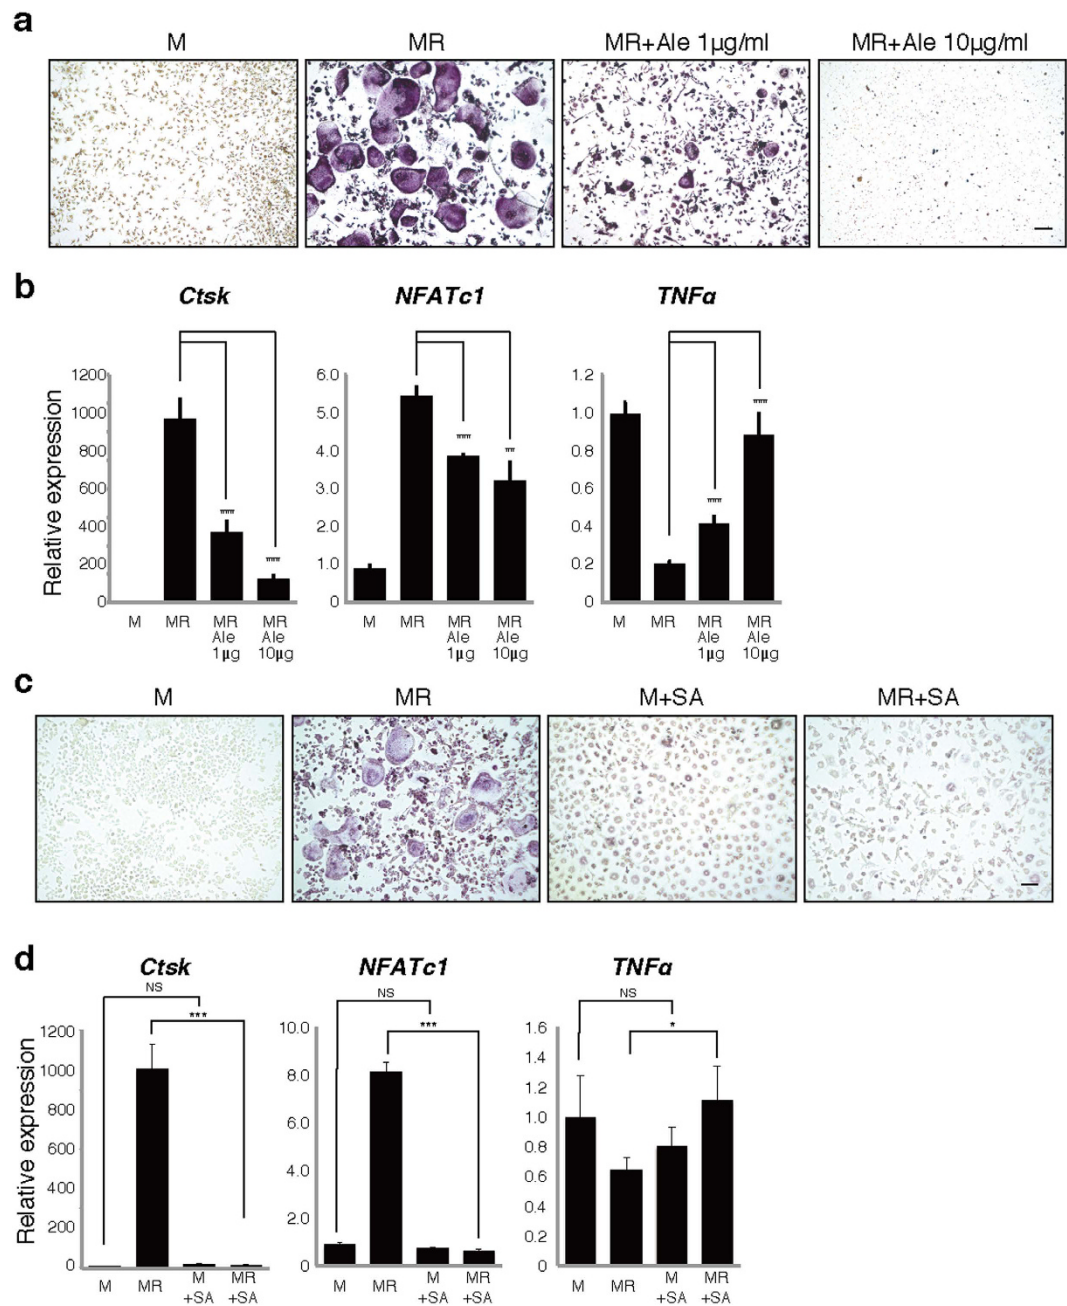 a
M MR MR+Ale 1μg/ml MR+Ale 10μg/ml
b
Ctsk NFATc1 TNFα
Relative expression
1200
1000
800
600
400
200
0
M MR MR Ale 1μg MR Ale 10μg
6.0
5.0
4.0
3.0
2.0
1.0
0
M MR MR Ale 1μg MR Ale 10μg
1.2
1.0
0.8
0.6
0.4
0.2
0
M MR MR Ale 1μg MR Ale 10μg
c
M MR M+SA MR+SA
d
Ctsk NFATc1 TNFα
Relative expression
NS
***
1200
1000
800
600
400
200
0
M MR M +SA MR +SA
NS
***
10.0
8.0
6.0
4.0
2.0
0
M MR M +SA MR +SA
NS
*
1.6
1.4
1.2
1.0
0.8
0.6
0.4
0.2
0
M MR M +SA MR +SA